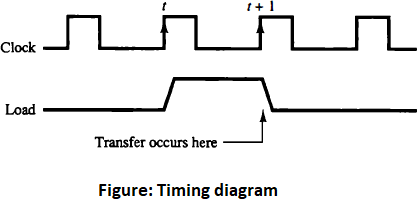 t
t + 1
Clock
Load
Transfer occurs here
Figure: Timing diagram